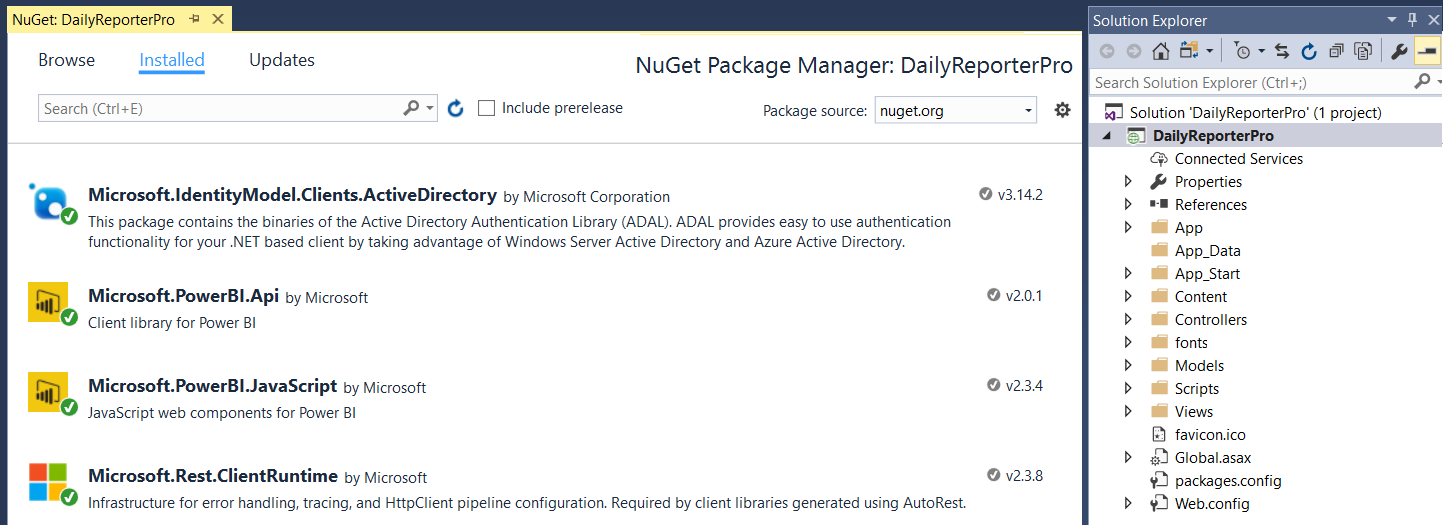 NuGet: DailyReporterPro
Browse Installed Updates
NuGet Package Manager: DailyReporterPro
Search (Ctrl+E)
Include prerelease
Package source: nuget.org
Microsoft.IdentityModel.Clients.ActiveDirectory by Microsoft Corporation v3.14.2
This package contains the binaries of the Active Directory Authentication Library (ADAL). ADAL provides easy to use authentication
functionality for your .NET based client by taking advantage of Windows Server Active Directory and Azure Active Directory.
Microsoft.PowerBI.Api by Microsoft v2.0.1
Client library for Power BI
Microsoft.PowerBI.JavaScript by Microsoft v2.3.4
JavaScript web components for Power BI
Microsoft.Rest.ClientRuntime by Microsoft v2.3.8
Infrastructure for error handling, tracing, and HttpClient pipeline configuration. Required by client libraries generated using AutoRest.
Solution Explorer
Search Solution Explorer (Ctrl+;)
Solution 'DailyReporterPro' (1 project)
DailyReporterPro
Connected Services
Properties
References
App
App_Data
App_Start
Content
Controllers
fonts
Models
Scripts
Views
favicon.ico
Global.asax
packages.config
Web.config